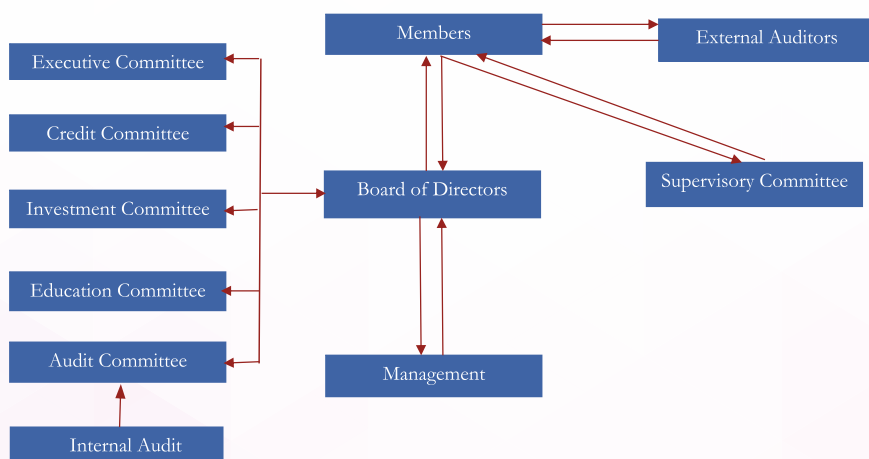 Members
External Auditors
Executive Committee
Credit Committee
Supervisory Committee
Board of Directors
Investment Committee
Education Committee
Audit Committee
Management
Internal Audit